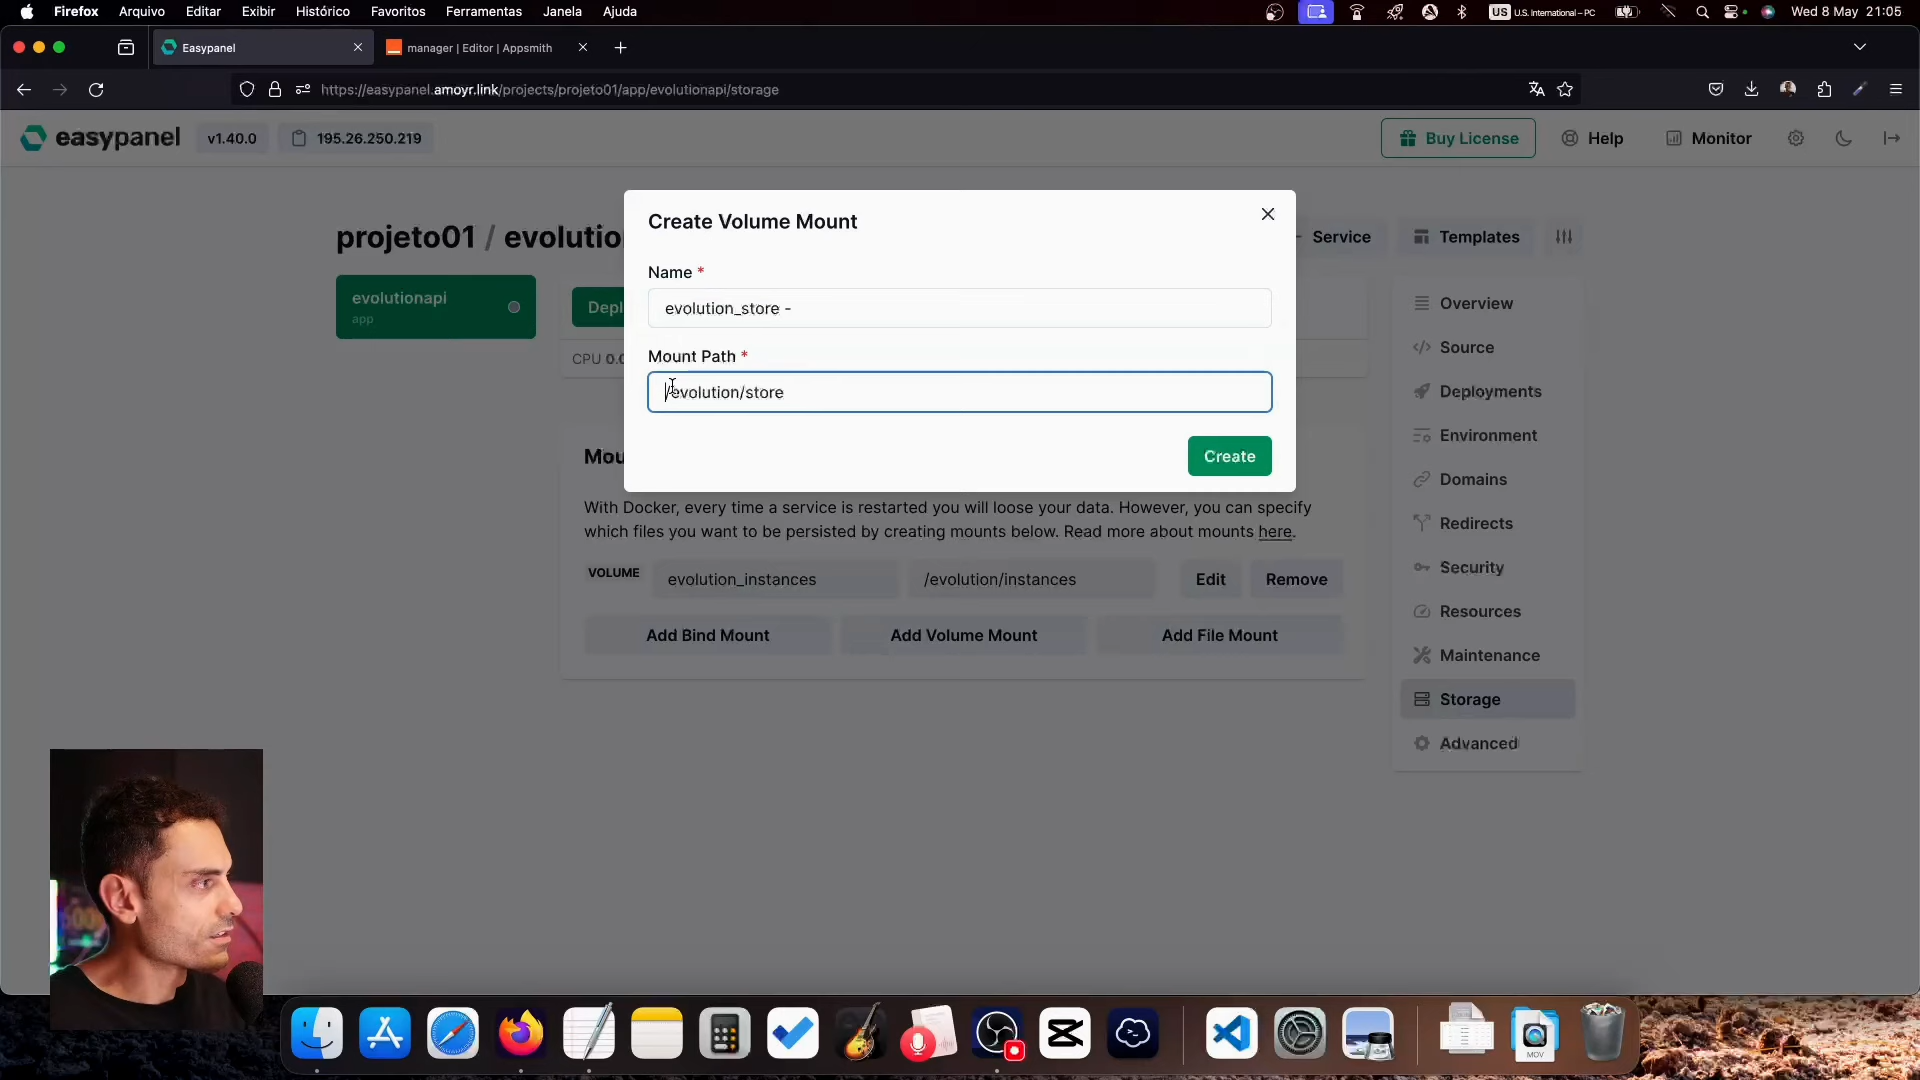 Firefox Arquivo Editar Exibir Histórico Favoritos Ferramentas Janela Ajuda US U.S. International – PC Wed 8 May 21:05
Easypanel manager | Editor | Appsmith
https://easypanel.amoyr.link/projects/projeto01/app/evolutionapi/storage
easypanel v1.40.0 195.26.250.219 Buy License Help Monitor
Create Volume Mount
projeto01 / evolutio Service Templates
Name *
evolution_store -
evolutionapi
app
Depl
Mount Path *
CPU 0.0
/evolution/store
Create
Mou
With Docker, every time a service is restarted you will loose your data. However, you can specify
which files you want to be persisted by creating mounts below. Read more about mounts here.
VOLUME evolution_instances /evolution/instances Edit Remove
Add Bind Mount Add Volume Mount Add File Mount
Overview
Source
Deployments
Environment
Domains
Redirects
Security
Resources
Maintenance
Storage
Advanced
MOV